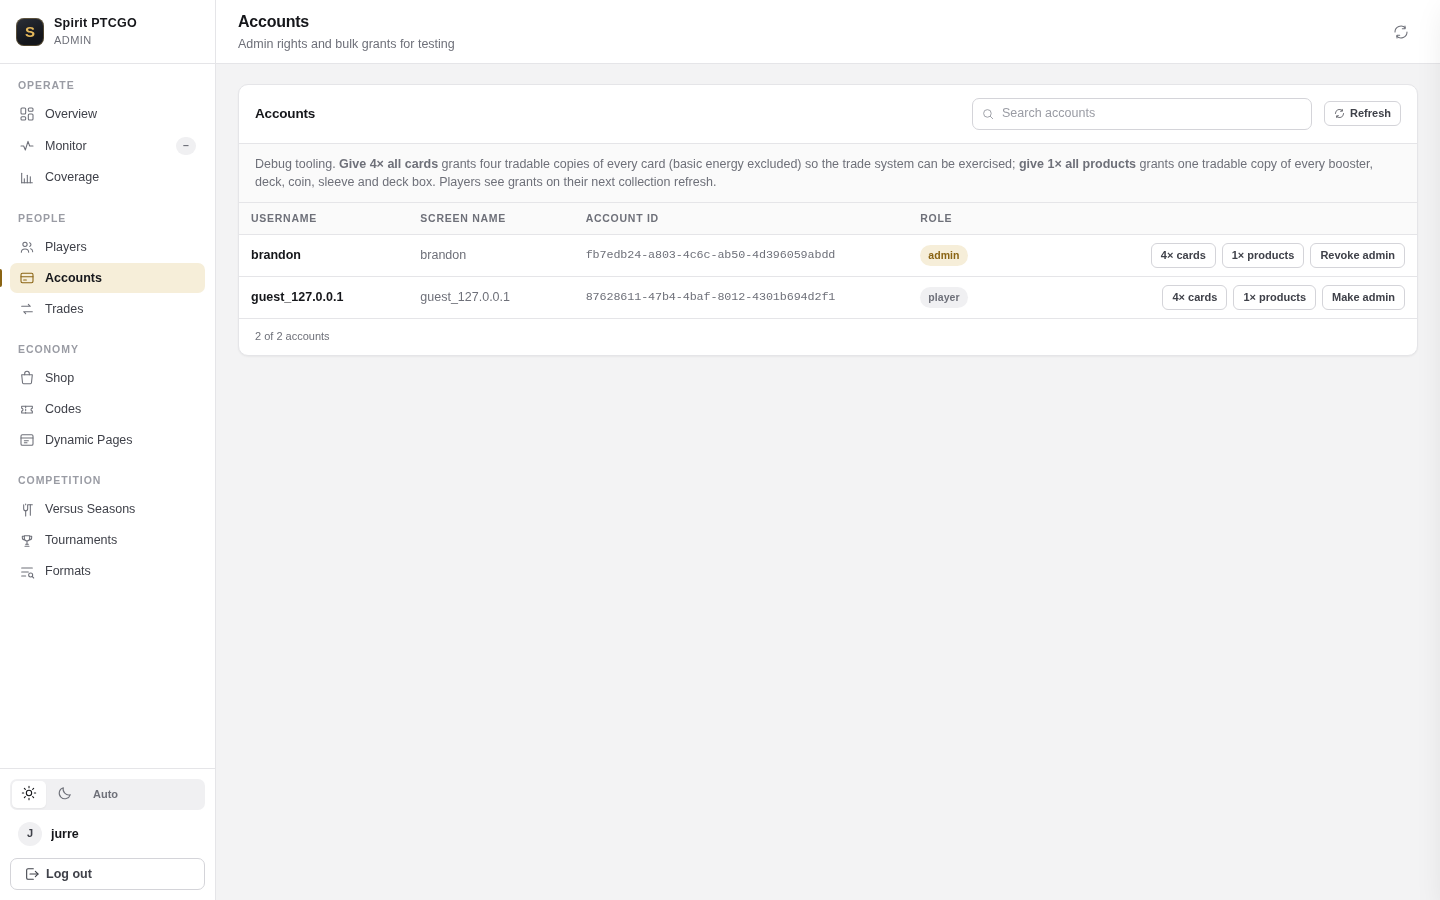 S
Spirit PTCGO
ADMIN
OPERATE
Overview
Monitor –
Coverage
PEOPLE
Players
Accounts
Trades
ECONOMY
Shop
Codes
Dynamic Pages
COMPETITION
Versus Seasons
Tournaments
Formats
Auto
J jurre
Log out
Accounts
Admin rights and bulk grants for testing
Accounts Search accounts Refresh
Debug tooling. Give 4× all cards grants four tradable copies of every card (basic energy excluded) so the trade system can be exercised; give 1× all products grants one tradable copy of every booster,
deck, coin, sleeve and deck box. Players see grants on their next collection refresh.
USERNAME SCREEN NAME ACCOUNT ID ROLE
brandon brandon fb7edb24-a803-4c6c-ab50-4d396059abdd admin 4× cards 1× products Revoke admin
guest_127.0.0.1 guest_127.0.0.1 87628611-47b4-4baf-8012-4301b694d2f1 player 4× cards 1× products Make admin
2 of 2 accounts